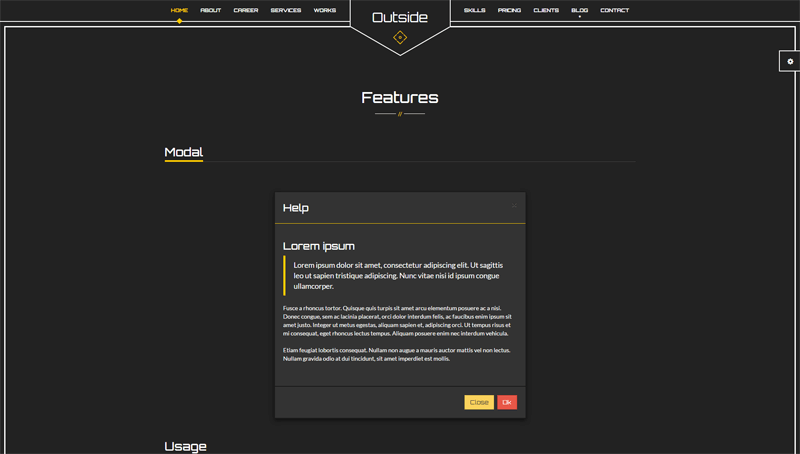 HOME ABOUT CAREER SERVICES WORKS Outside SKILLS PRICING CLIENTS BLOG CONTACT
Features
//
Modal
Help
Lorem ipsum
Lorem ipsum dolor sit amet, consectetur adipiscing elit. Ut sagittis
leo ut sapien tristique adipiscing. Nunc vitae nisi id ipsum congue
ullamcorper.
Fusce a rhoncus tortor. Quisque quis turpis sit amet arcu elementum posuere ac a nisi.
Donec congue, sem ac lacinia placerat, orci dolor interdum felis, ac faucibus enim ipsum sit
amet justo. Integer ut metus egestas, aliquam sapien et, adipiscing orci. Ut tempus risus et
mi consequat, eget rhoncus lectus tempus. Aliquam posuere enim nec interdum vehicula.
Etiam feugiat lobortis consequat. Nullam non augue a mauris auctor mattis vel non lectus.
Nullam gravida odio at dui tincidunt, sit amet imperdiet est mollis.
Close Ok
Usage